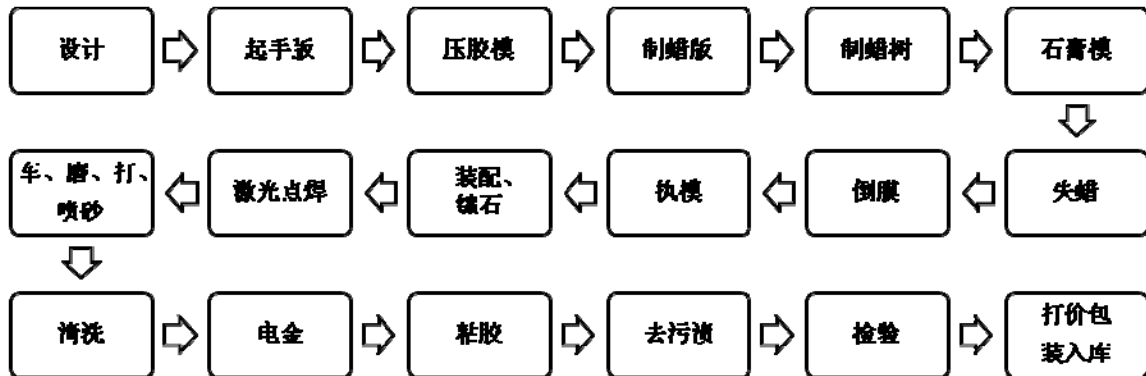 设计
起手版
压胶模
制蜡版
制蜡树
石膏模
失蜡
倒膜
执模
装配、
镶石
激光点焊
车、磨、打、
喷砂
清洗
电金
粘胶
去污渍
检验
打价包
装入库